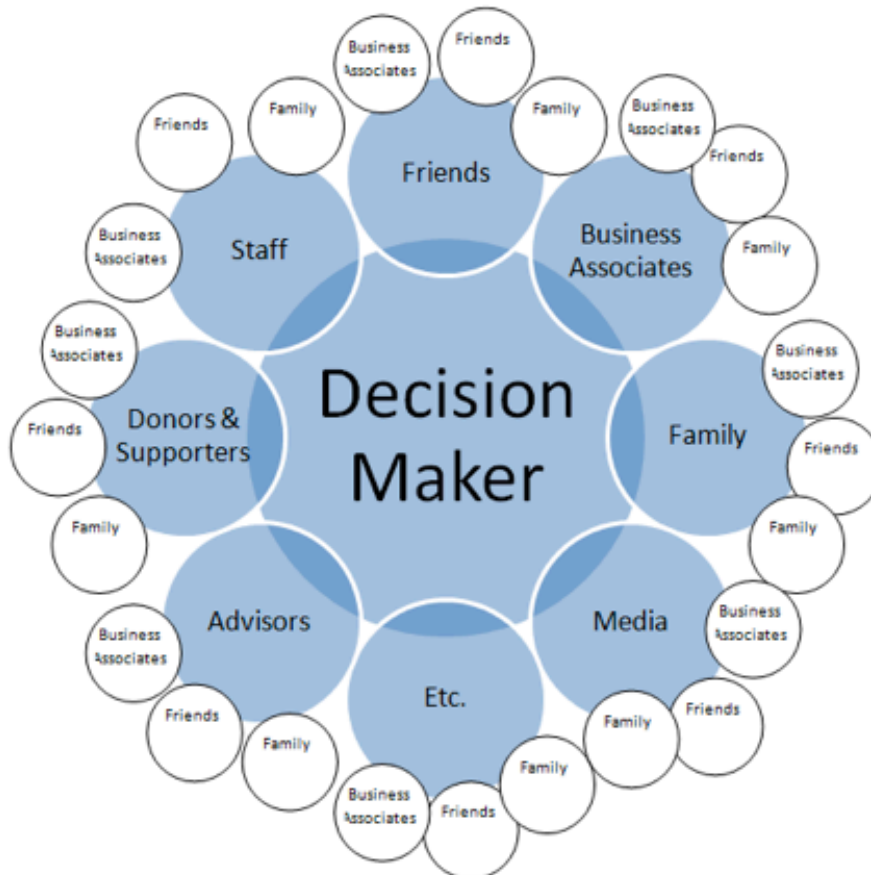 Business
Associates
Friends
Family
Friends
Family
Business
Associates
Friends
Family
Business
Associates
Friends
Staff
Business
Associates
Business
Associates
Friends
Family
Donors &
Supporters
Decision
Maker
Family
Business
Associates
Friends
Family
Advisors
Business
Associates
Friends
Family
Etc.
Business
Associates
Friends
Family
Media
Business
Associates
Friends
Family